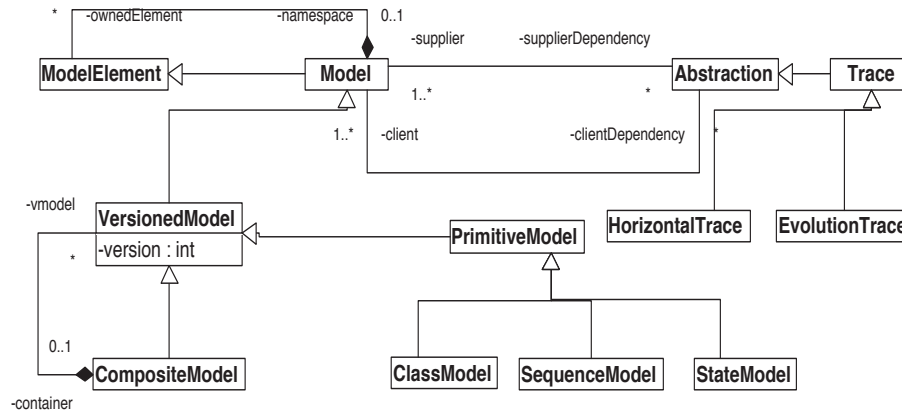 * -ownedElement -namespace 0..1
-supplier -supplierDependency
ModelElement Model Abstraction Trace
1..* *
1..* -client -clientDependency *
-vmodel VersionedModel HorizontalTrace EvolutionTrace
PrimitiveModel
* -version : int
0..1
CompositeModel ClassModel SequenceModel StateModel
-container